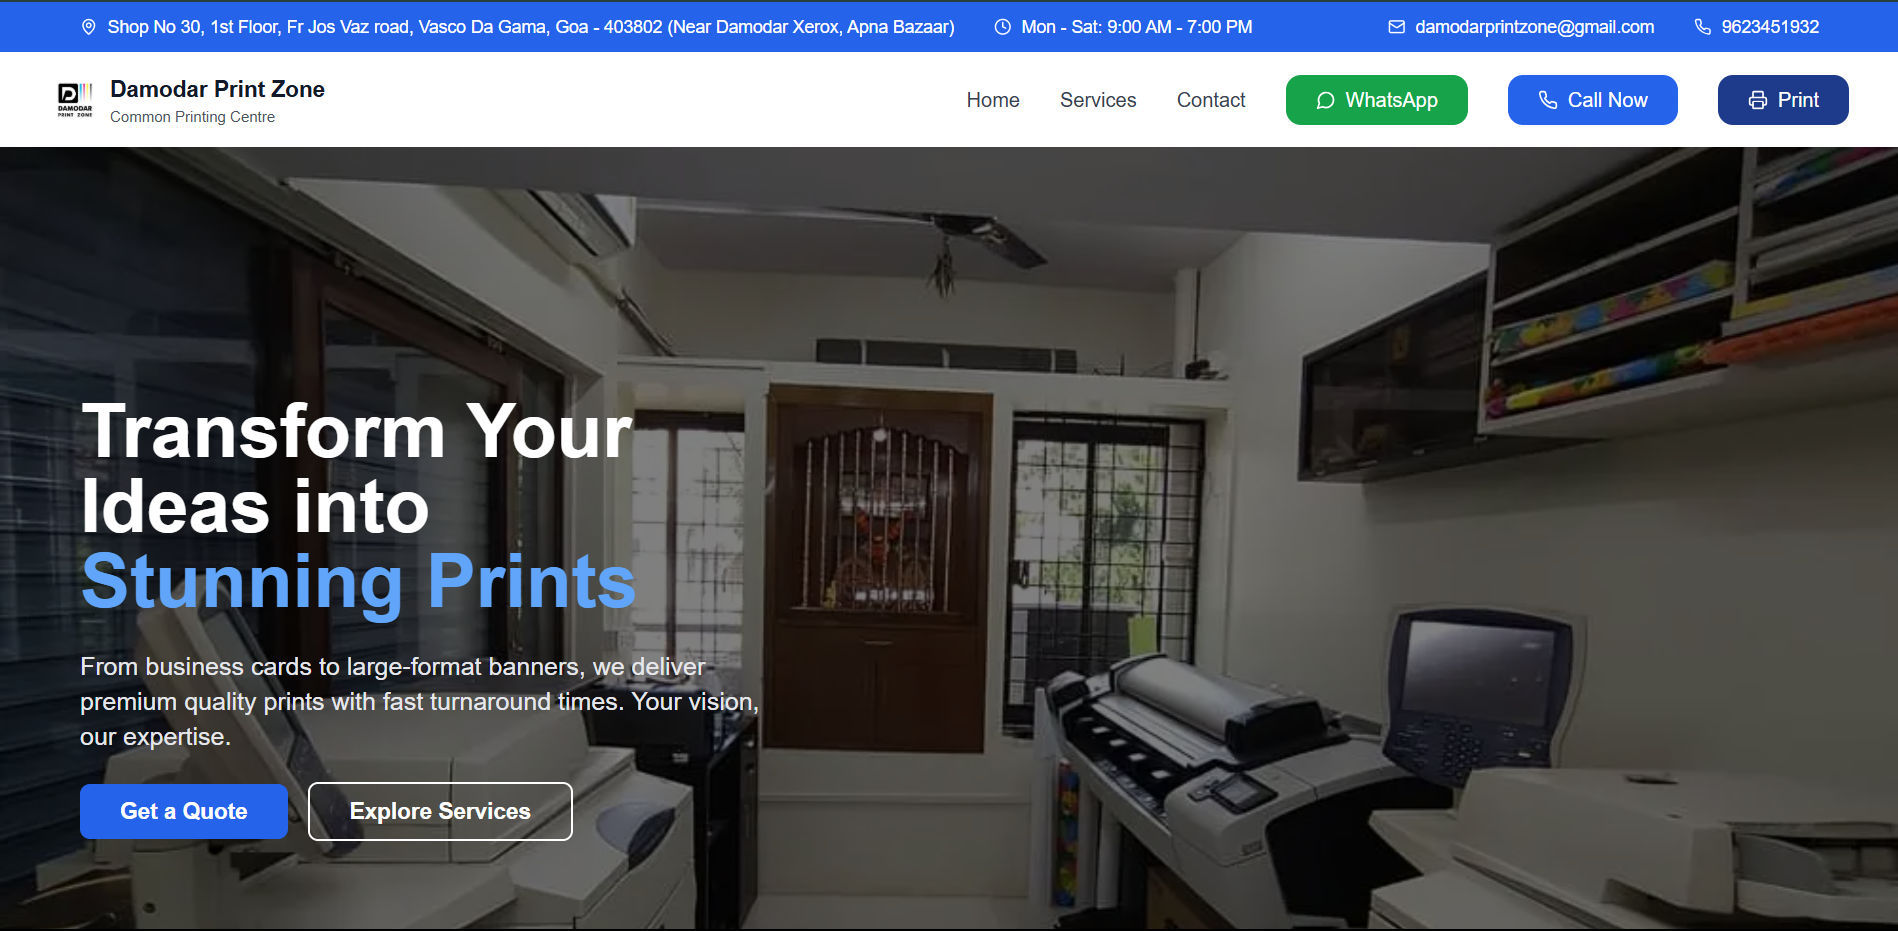 Shop No 30, 1st Floor, Fr Jos Vaz road, Vasco Da Gama, Goa - 403802 (Near Damodar Xerox, Apna Bazaar)
Mon - Sat: 9:00 AM - 7:00 PM
damodarprintzone@gmail.com
9623451932
DAMODAR
PRINT ZONE
Damodar Print Zone
Common Printing Centre
Home
Services
Contact
WhatsApp
Call Now
Print
Transform Your
Ideas into
Stunning Prints
From business cards to large-format banners, we deliver
premium quality prints with fast turnaround times. Your vision,
our expertise.
Get a Quote
Explore Services